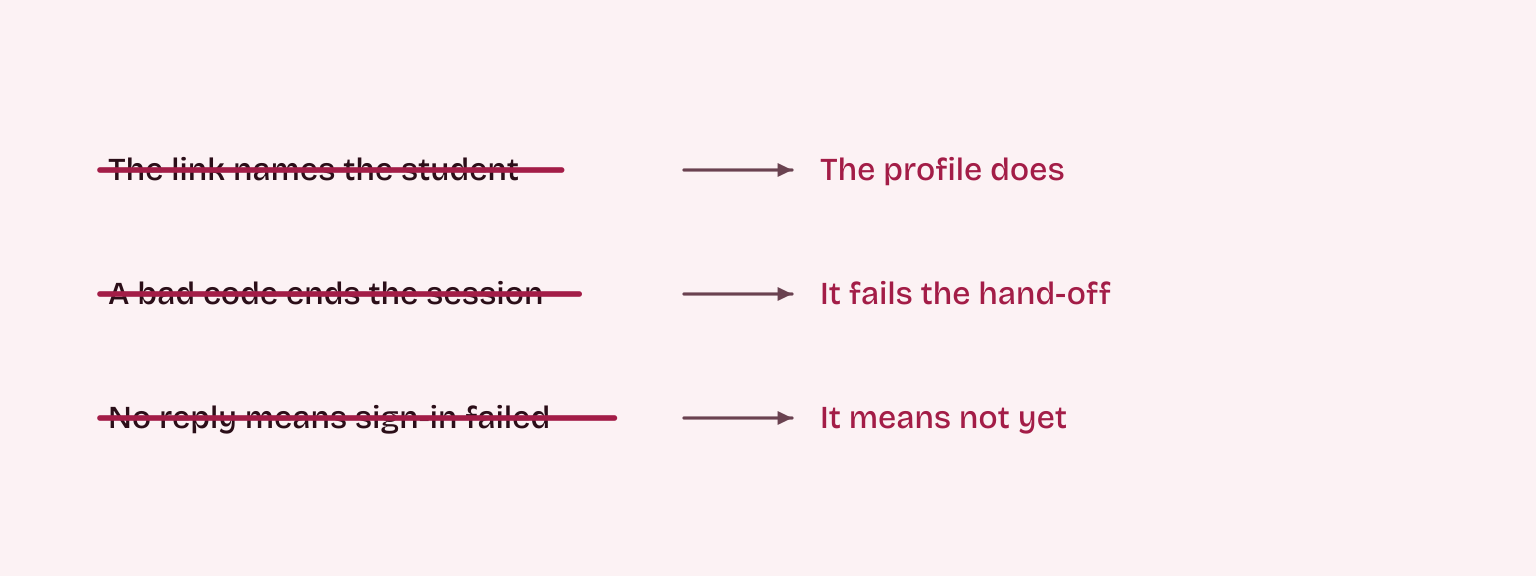 The link names the student
The profile does
A bad code ends the session
It fails the hand-off
No reply means sign-in failed
It means not yet